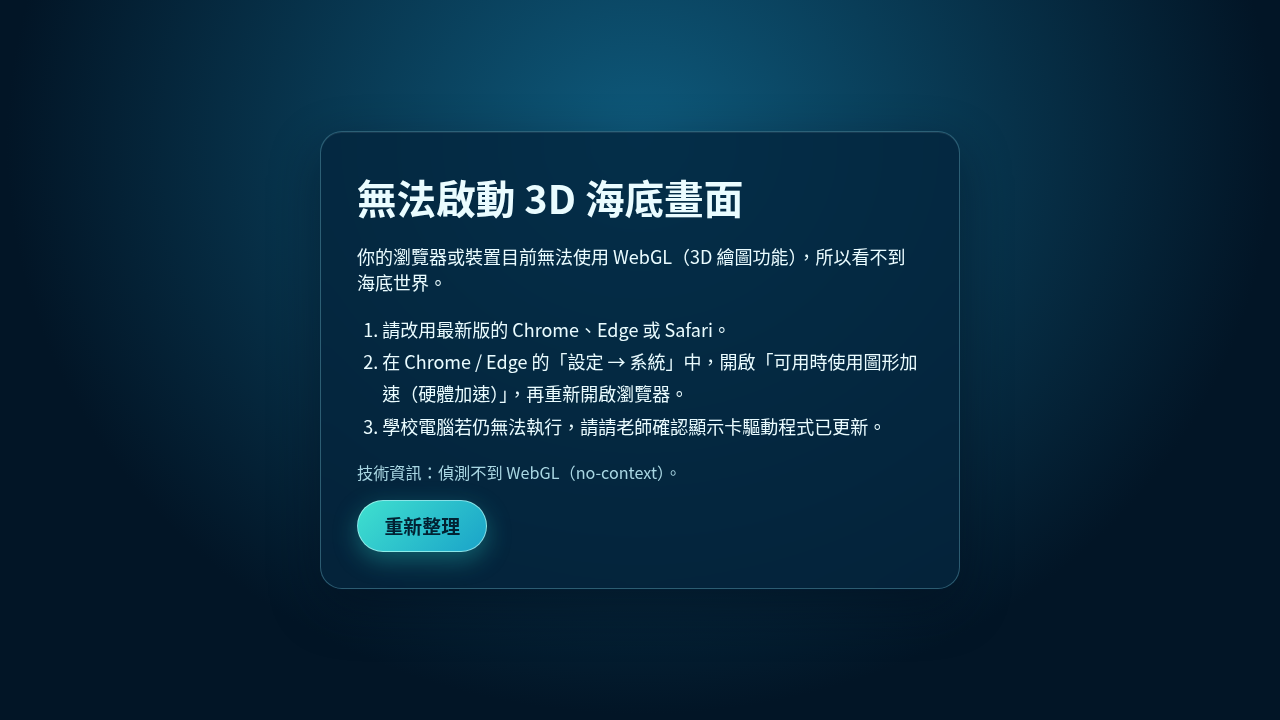 無法啟動 3D 海底畫面
你的瀏覽器或裝置目前無法使用 WebGL（3D 繪圖功能），所以看不到
海底世界。
1. 請改用最新版的 Chrome、Edge 或 Safari。
2. 在 Chrome / Edge 的「設定 → 系統」中，開啟「可用時使用圖形加
速（硬體加速）」，再重新開啟瀏覽器。
3. 學校電腦若仍無法執行，請請老師確認顯示卡驅動程式已更新。
技術資訊：偵測不到 WebGL（no-context）。
重新整理